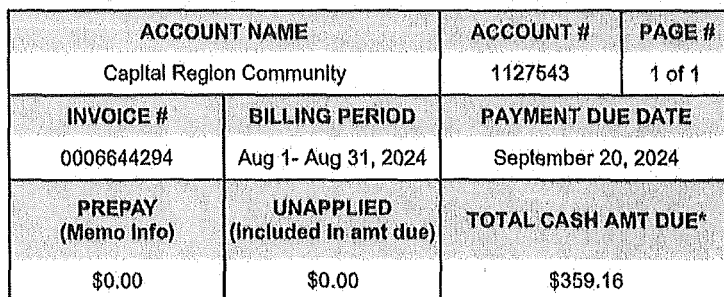 ACCOUNT NAME ACCOUNT # PAGE #
Capital Region Community 1127543 1 of 1
INVOICE # BILLING PERIOD PAYMENT DUE DATE
0006644294 Aug 1- Aug 31, 2024 September 20, 2024
PREPAY UNAPPLIED TOTAL CASH AMT DUE*
(Memo Info) (Included in amt due)
$0.00 $0.00 $359.16